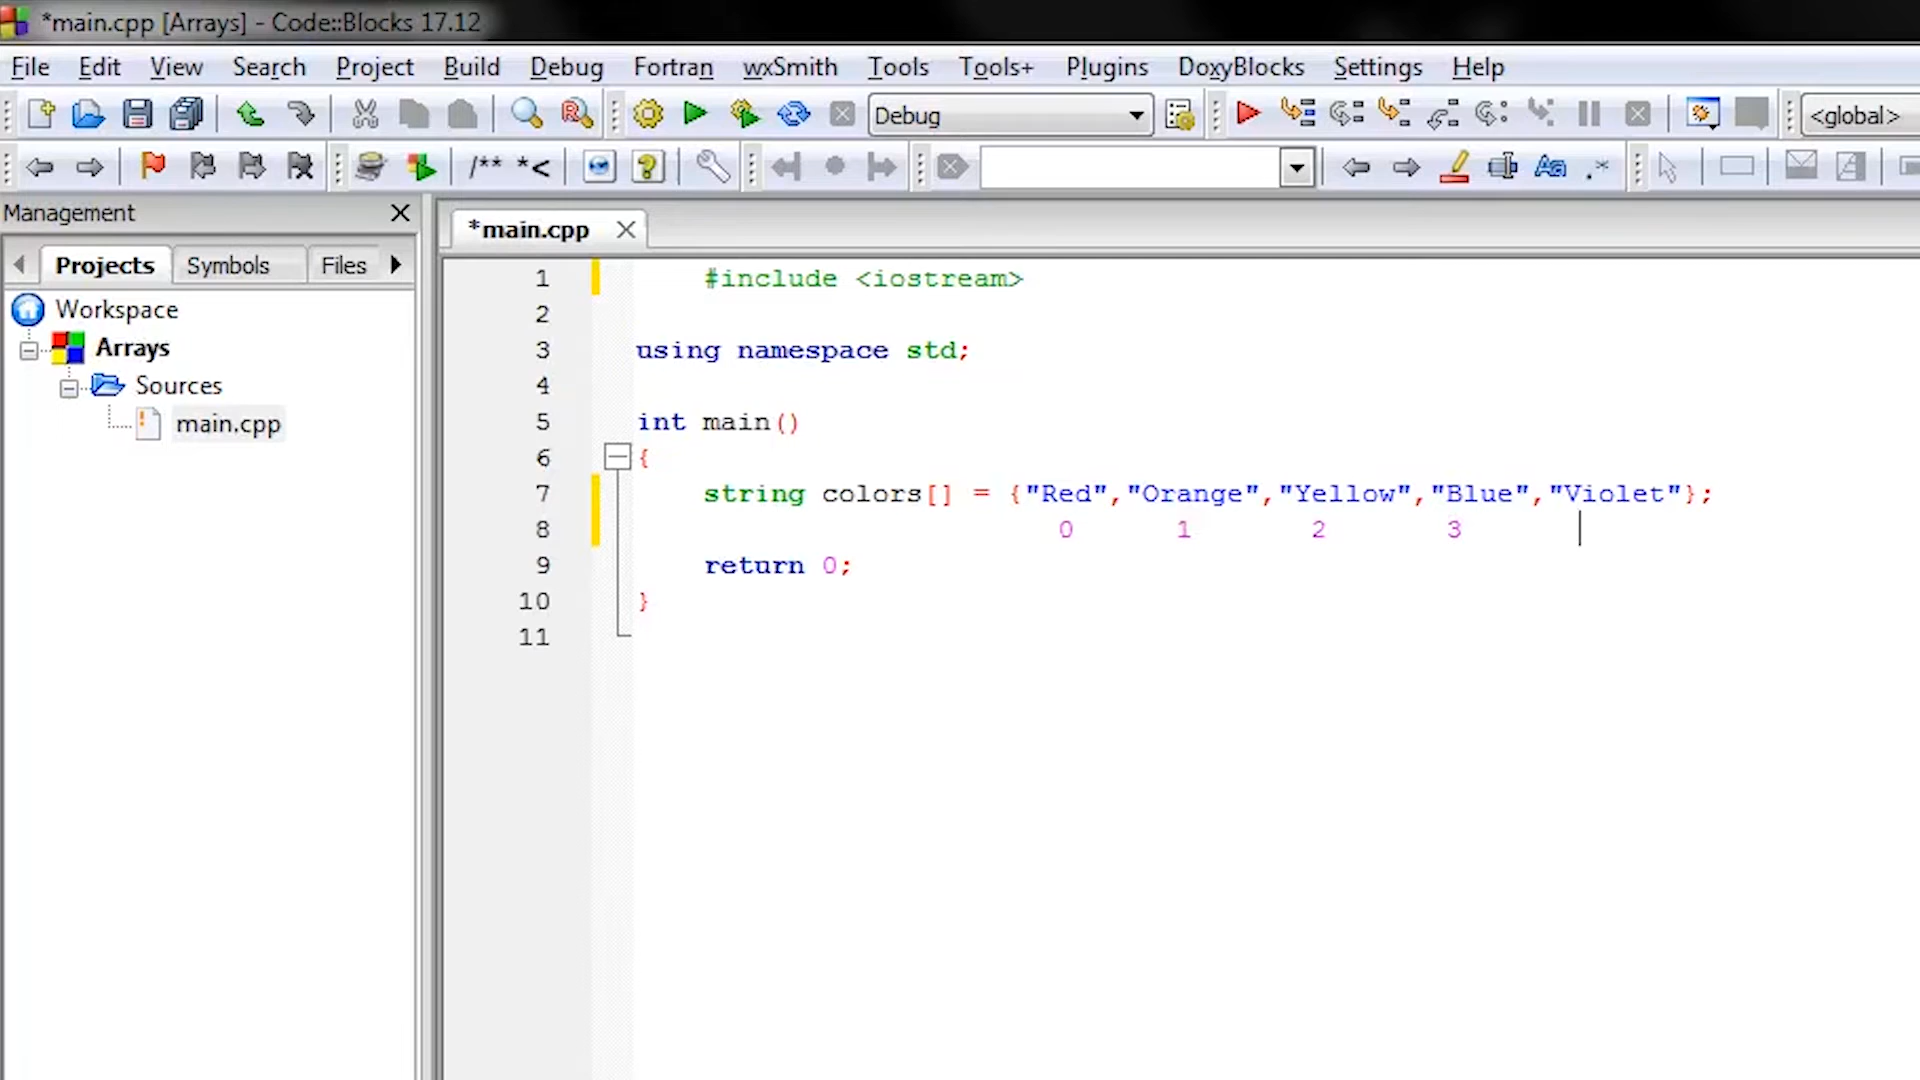 *main.cpp [Arrays] - Code::Blocks 17.12
File Edit View Search Project Build Debug Fortran wxSmith Tools Tools+ Plugins DoxyBlocks Settings Help
Debug <global>
/** *<
Management
*main.cpp
Projects Symbols Files
Workspace
Arrays
Sources
main.cpp
1 #include <iostream>
2
3 using namespace std;
4
5 int main()
6 {
7 string colors[] = {"Red","Orange","Yellow","Blue","Violet"};
8 0 1 2 3
9 return 0;
10 }
11